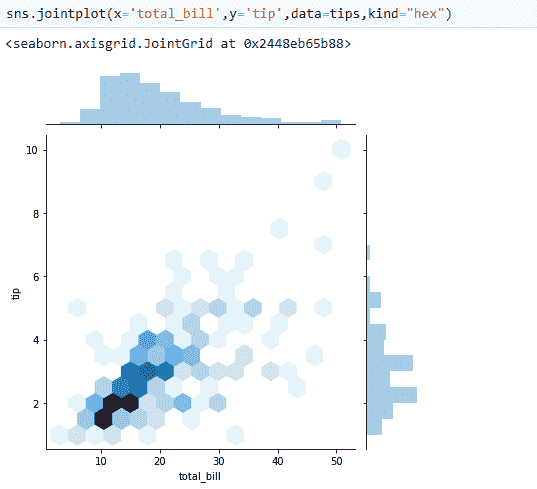 sns.jointplot(x='total_bill',y='tip',data=tips,kind="hex")
<seaborn.axisgrid.JointGrid at 0x2448eb65b88>
10
8
6
4
2
tip
10 20 30 40 50
total_bill